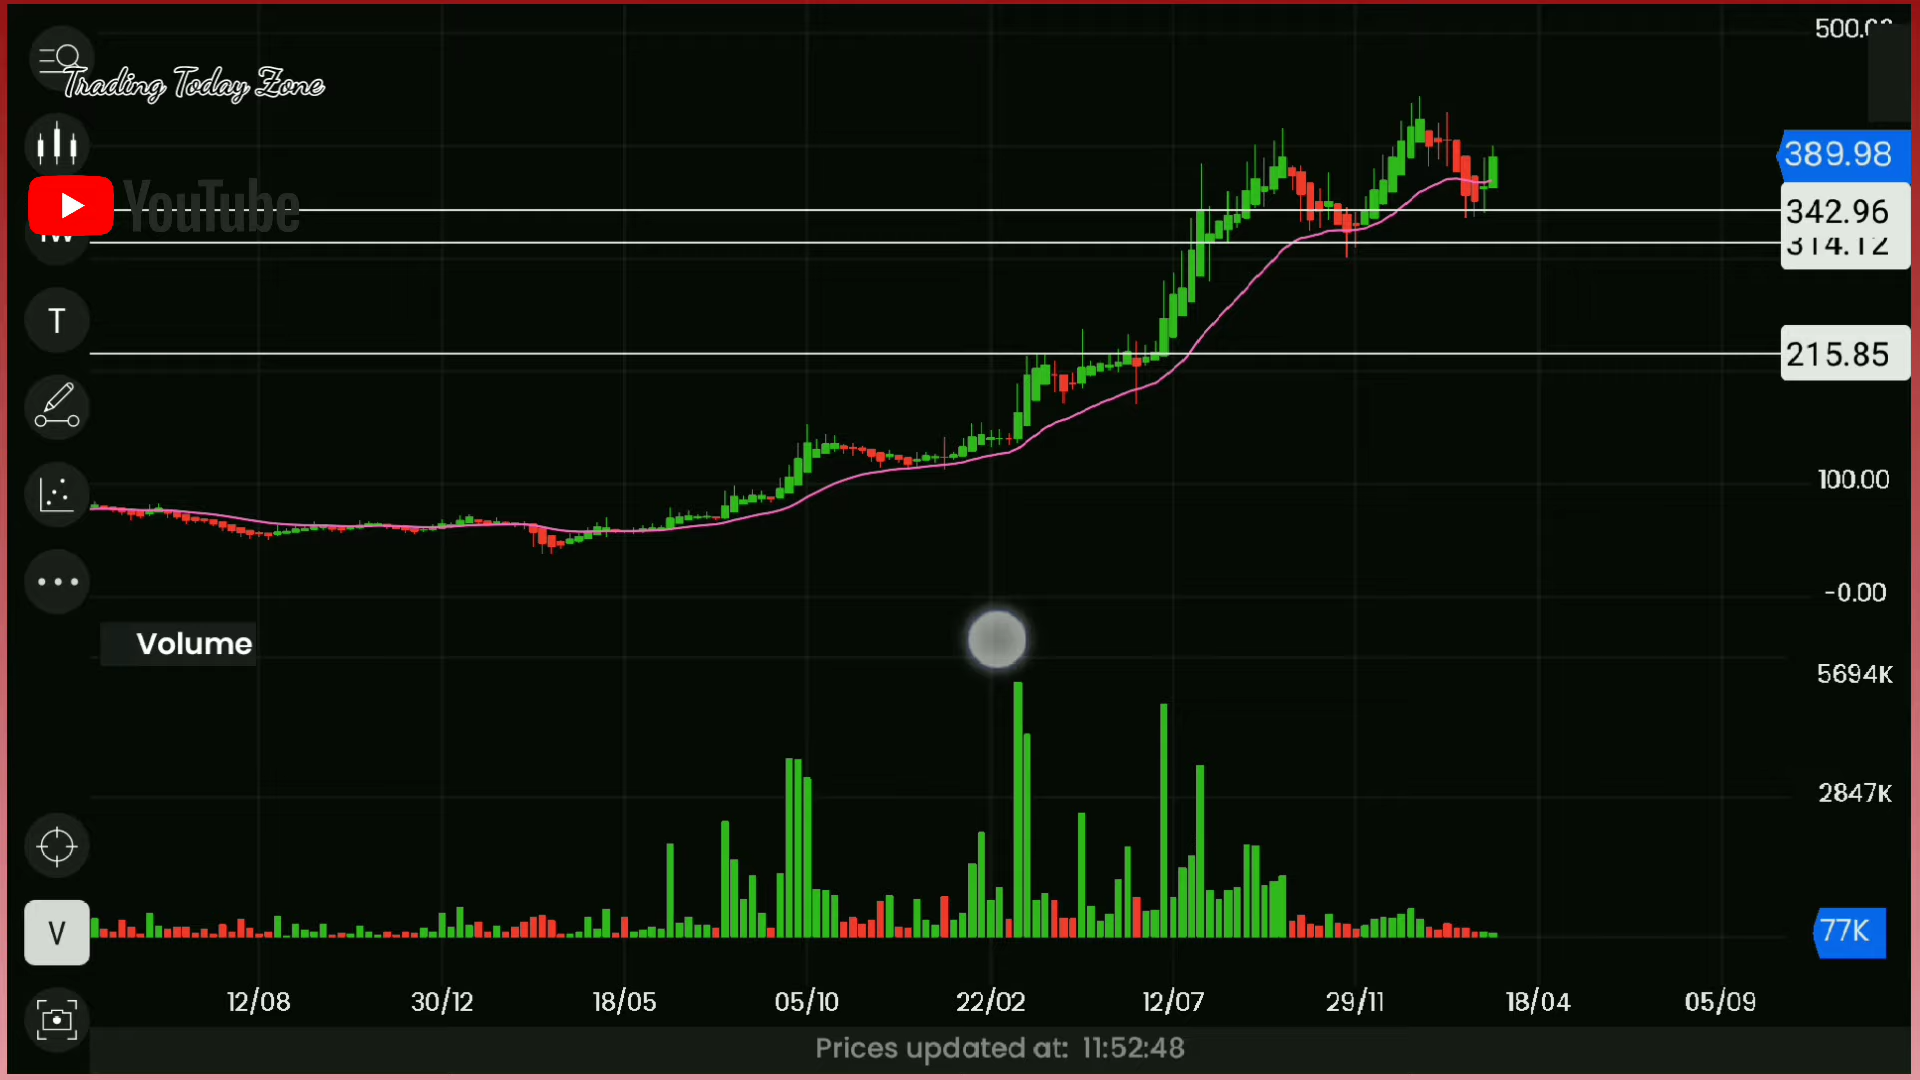 500.00
Trading Today Zone
389.98
YouTube
1W
342.96
314.12
T
215.85
100.00
-0.00
Volume
5694K
2847K
V
77K
12/08 30/12 18/05 05/10 22/02 12/07 29/11 18/04 05/09
Prices updated at: 11:52:48